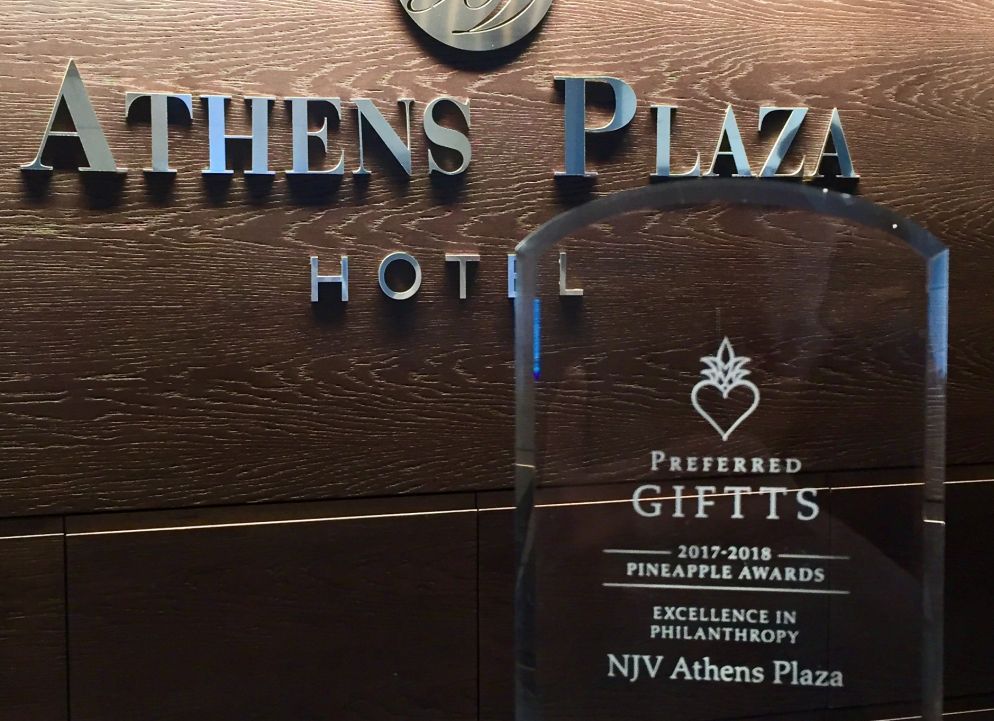 ATHENS PLAZA
HOTEL
PREFERRED
GIFTTS
2017-2018
PINEAPPLE AWARDS
EXCELLENCE IN
PHILANTHROPY
NJV Athens Plaza